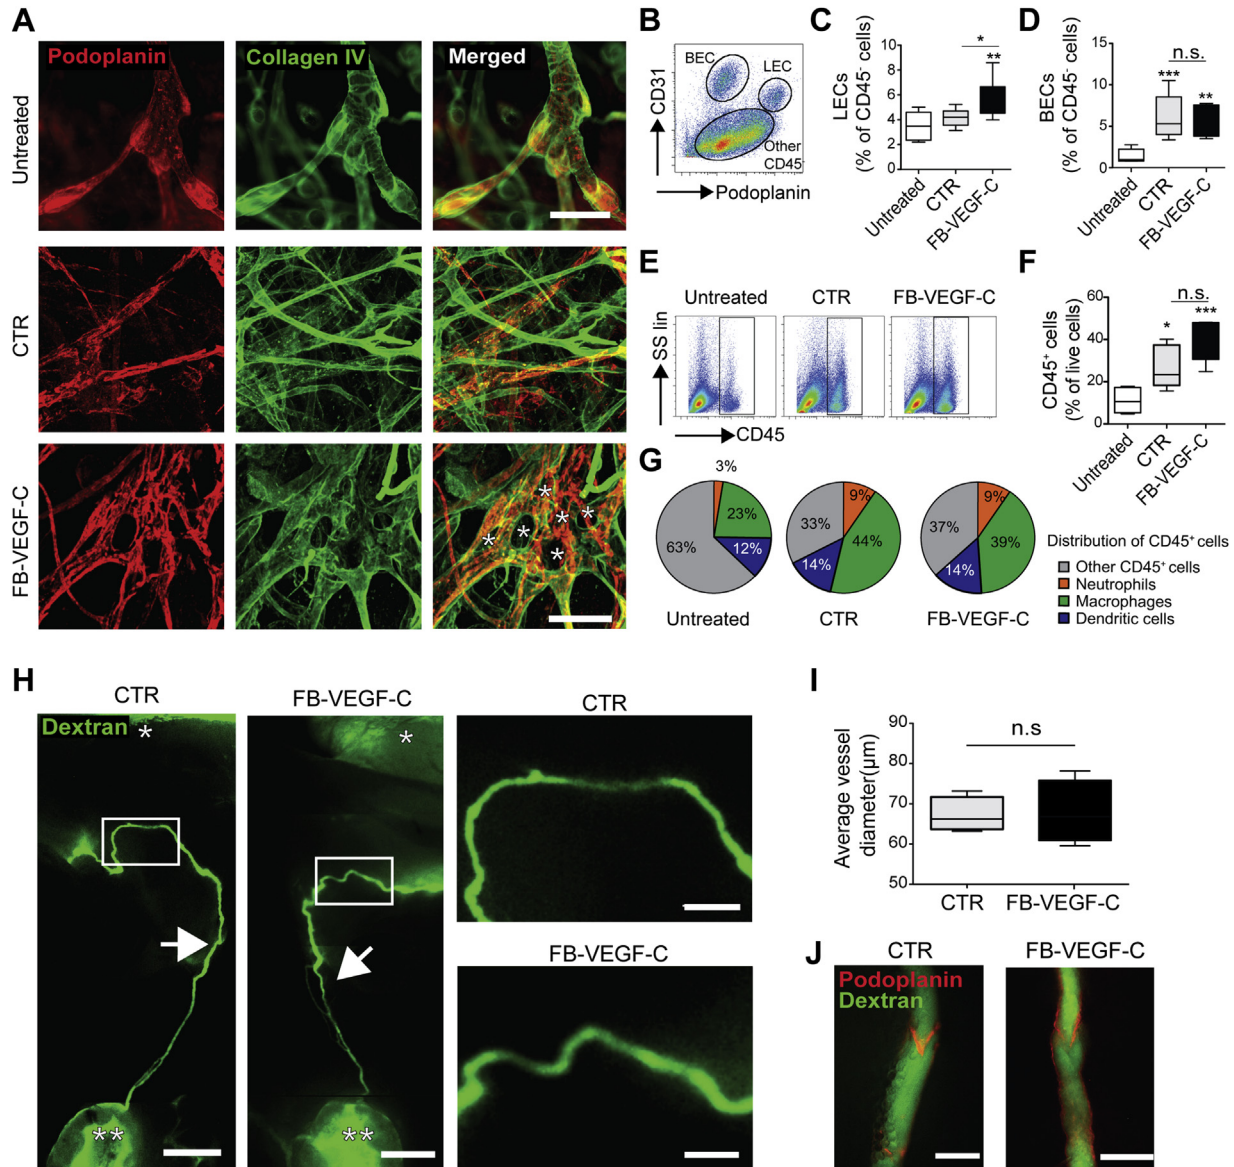 A
Podoplanin
Collagen IV
Merged
Untreated
CTR
FB-VEGF-C
*
*
*
*
*
*
B
CD31
BEC
LEC
Other
CD45⁻
Podoplanin
C
LECs
(% of CD45⁻ cells)
10
8
6
4
2
0
*
**
Untreated
CTR
FB-VEGF-C
D
BECs
(% of CD45⁻ cells)
15
10
5
0
n.s.
***
**
Untreated
CTR
FB-VEGF-C
E
Untreated
CTR
FB-VEGF-C
SS lin
CD45
F
CD45⁺ cells
(% of live cells)
60
40
20
0
n.s.
*
***
Untreated
CTR
FB-VEGF-C
G
3%
23%
12%
63%
Untreated
9%
44%
14%
33%
CTR
9%
39%
14%
37%
FB-VEGF-C
Distribution of CD45⁺ cells
Other CD45⁺ cells
Neutrophils
Macrophages
Dendritic cells
H
CTR
Dextran
*
**
FB-VEGF-C
*
**
CTR
FB-VEGF-C
I
Average vessel
diameter(µm)
90
80
70
60
50
n.s
CTR
FB-VEGF-C
J
CTR
Podoplanin
Dextran
FB-VEGF-C